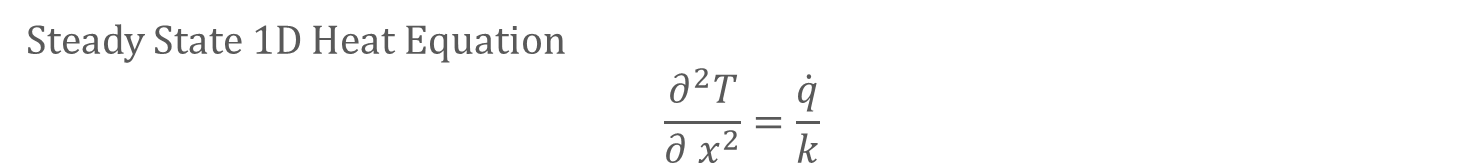 Steady State 1D Heat Equation
∂²T / ∂ x² = q̇ / k